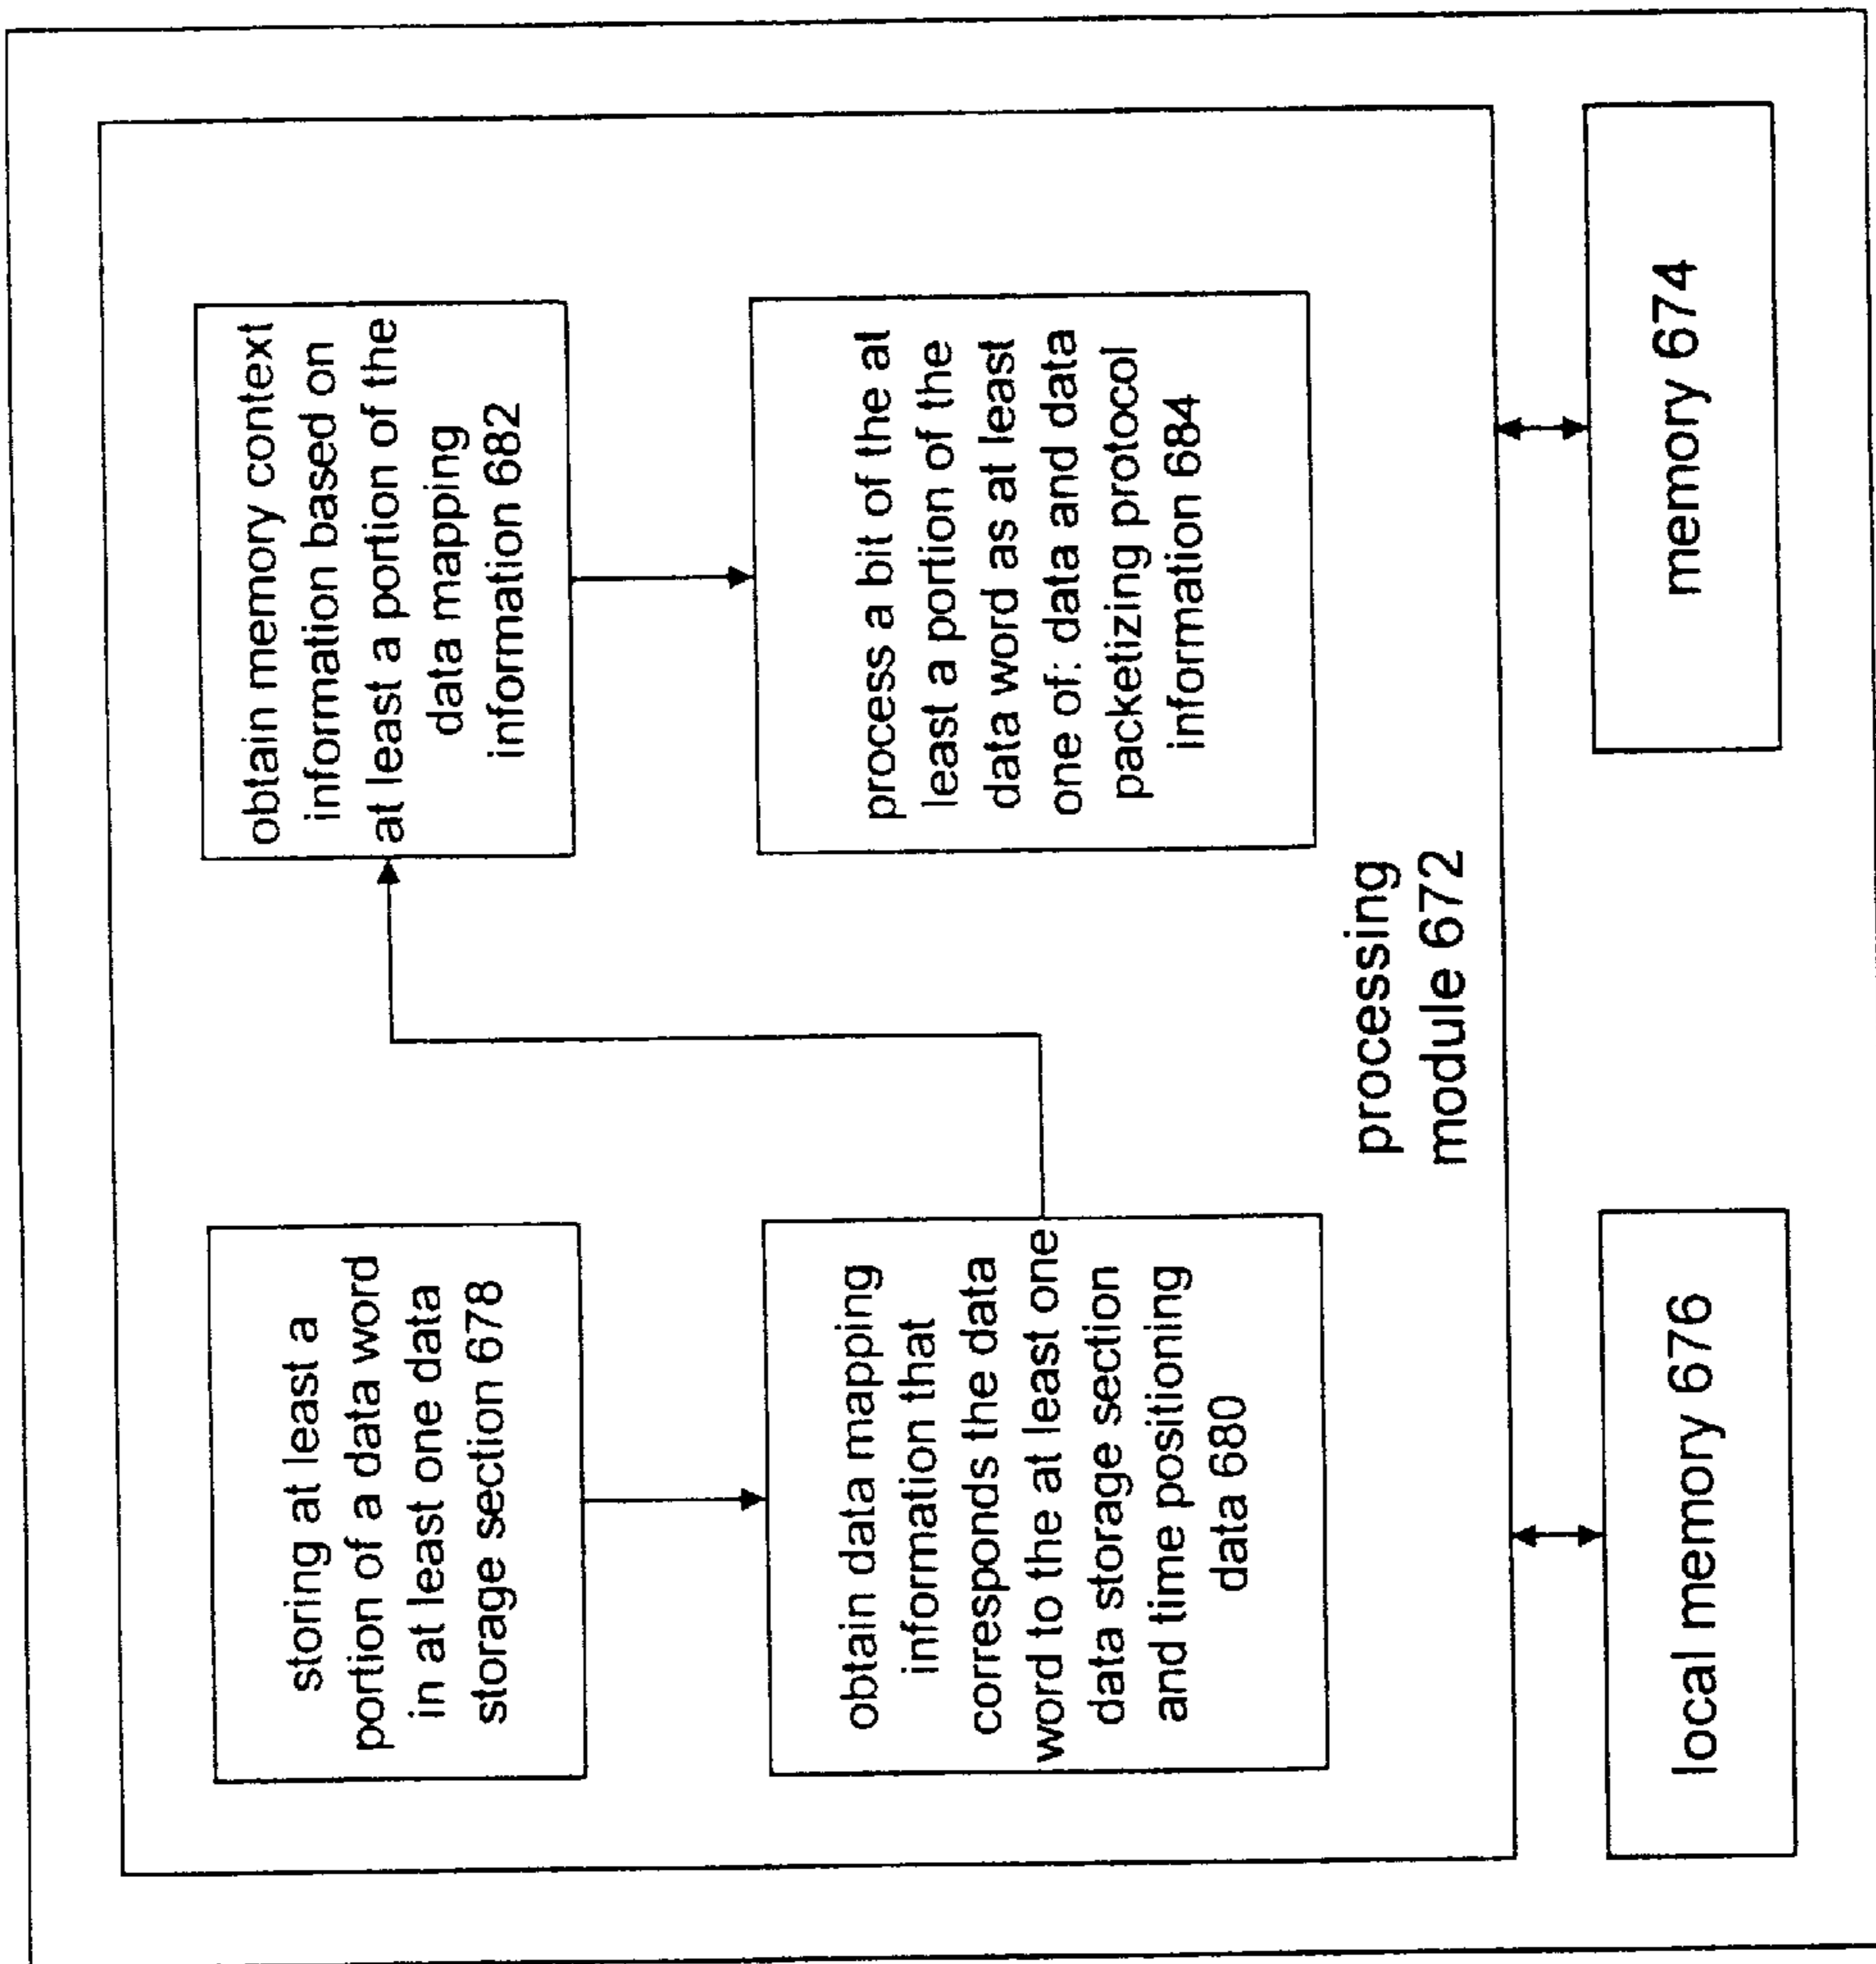 storing at least a
portion of a data word
in at least one data
storage section 678
obtain data mapping
information that
corresponds the data
word to the at least one
data storage section
and time positioning
data 680
obtain memory context
information based on
at least a portion of the
data mapping
information 682
process a bit of the at
least a portion of the
data word as at least
one of: data and data
packetizing protocol
information 684
processing
module 672
local memory 676
memory 674